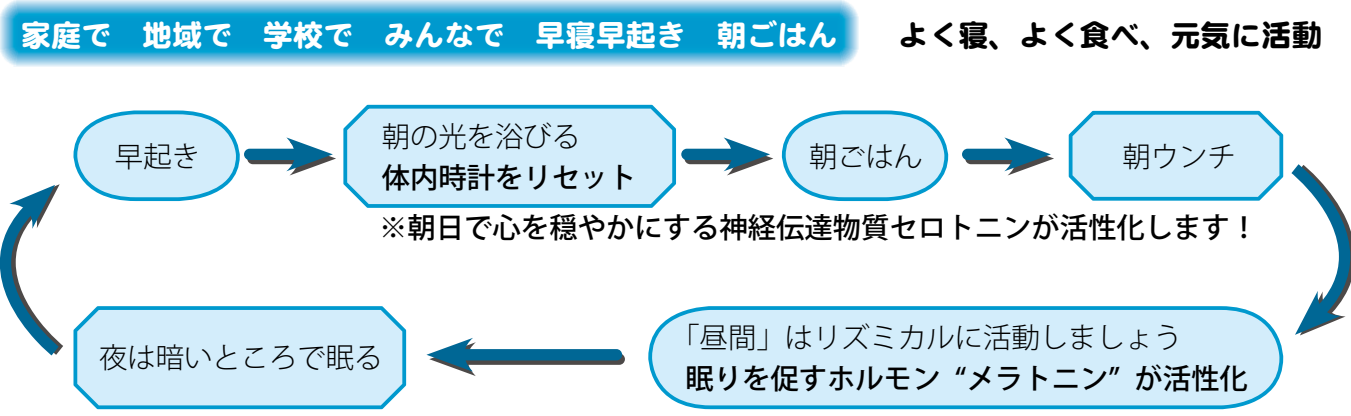 家庭で　地域で　学校で　みんなで　早寝早起き　朝ごはん
よく寝、よく食べ、元気に活動
早起き
朝の光を浴びる
体内時計をリセット
朝ごはん
朝ウンチ
※朝日で心を穏やかにする神経伝達物質セロトニンが活性化します！
「昼間」はリズミカルに活動しましょう
眠りを促すホルモン“メラトニン”が活性化
夜は暗いところで眠る